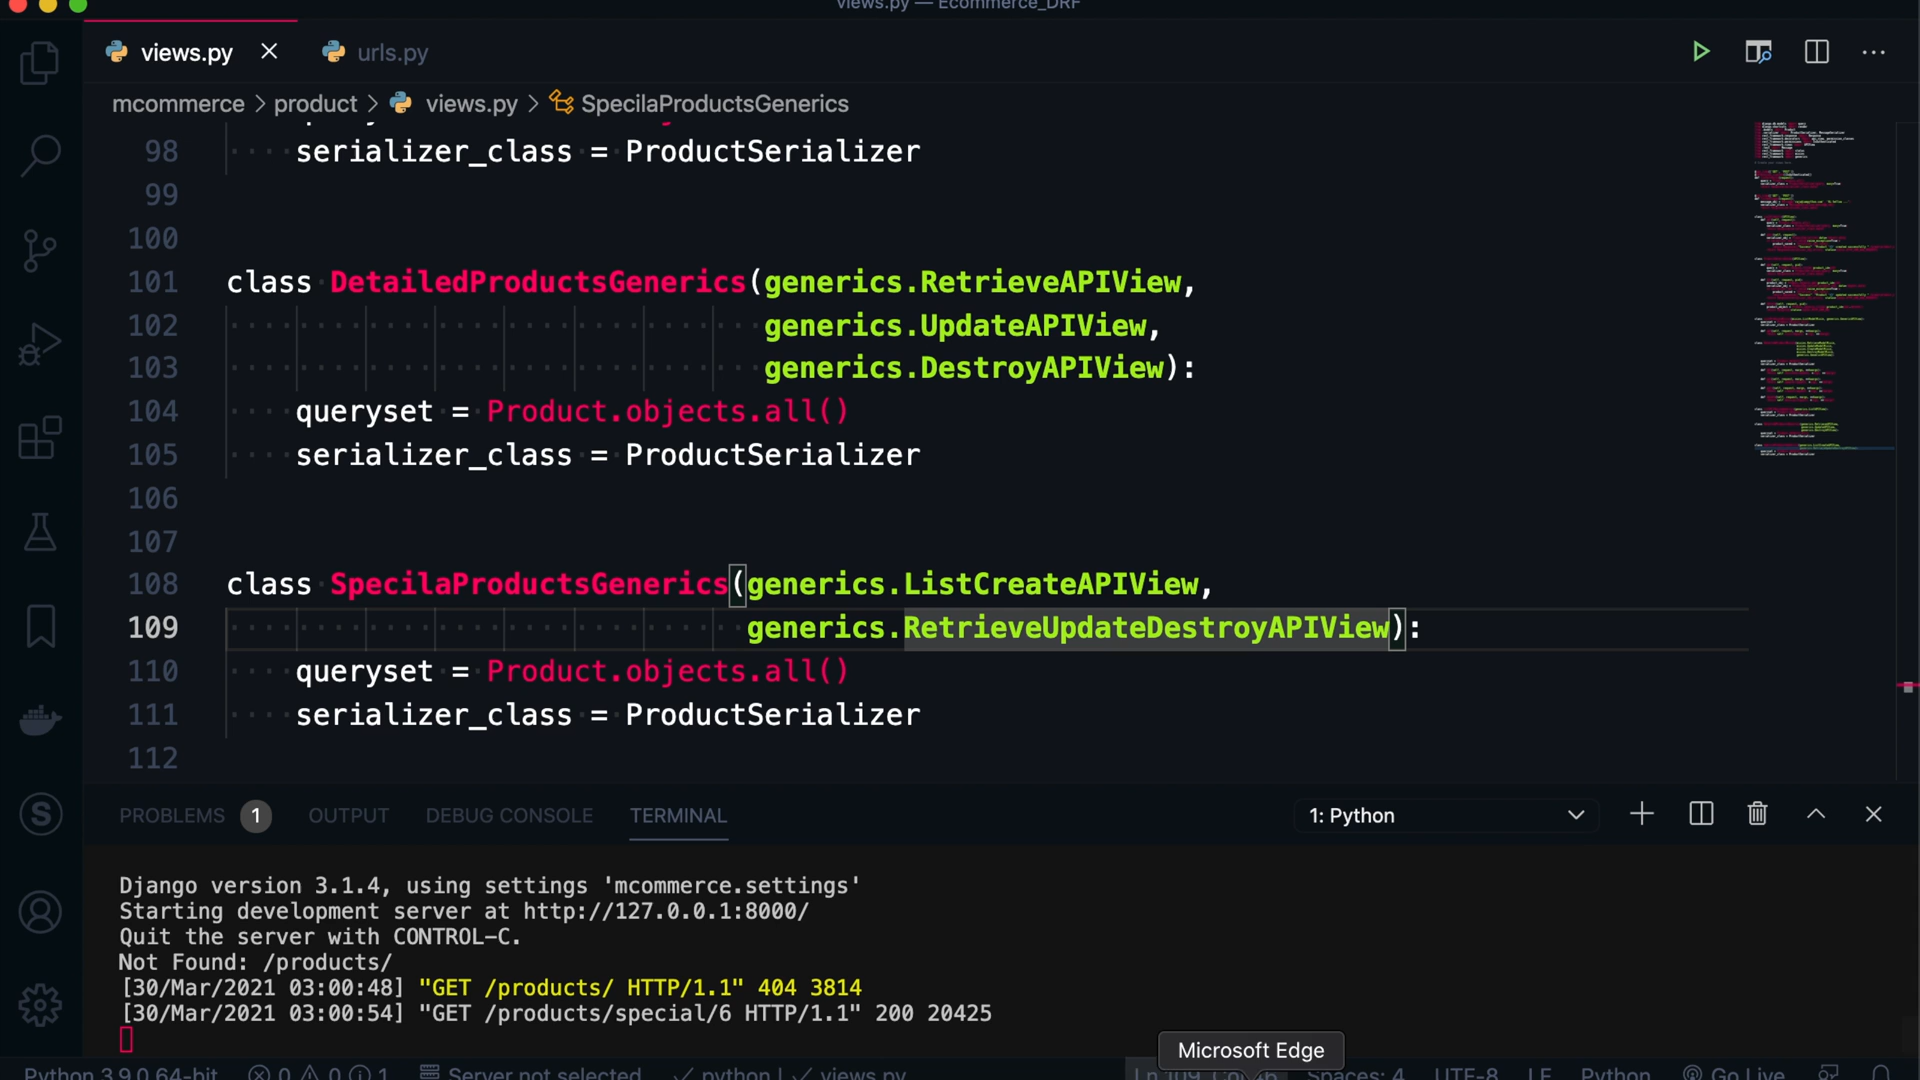 views.py — Ecommerce_DRF
views.py
urls.py
mcommerce > product > views.py > SpecilaProductsGenerics
98 serializer_class = ProductSerializer
99
100
101 class DetailedProductsGenerics(generics.RetrieveAPIView,
102 generics.UpdateAPIView,
103 generics.DestroyAPIView):
104 queryset = Product.objects.all()
105 serializer_class = ProductSerializer
106
107
108 class SpecilaProductsGenerics(generics.ListCreateAPIView,
109 generics.RetrieveUpdateDestroyAPIView):
110 queryset = Product.objects.all()
111 serializer_class = ProductSerializer
112
PROBLEMS 1 OUTPUT DEBUG CONSOLE TERMINAL 1: Python
Django version 3.1.4, using settings 'mcommerce.settings'
Starting development server at http://127.0.0.1:8000/
Quit the server with CONTROL-C.
Not Found: /products/
[30/Mar/2021 03:00:48] "GET /products/ HTTP/1.1" 404 3814
[30/Mar/2021 03:00:54] "GET /products/special/6 HTTP/1.1" 200 20425
Microsoft Edge
Python 3.9.0 64-bit 0 0 1 Server not selected python | views.py Ln 109, Spaces: 4 UTF-8 LF Python Go Live